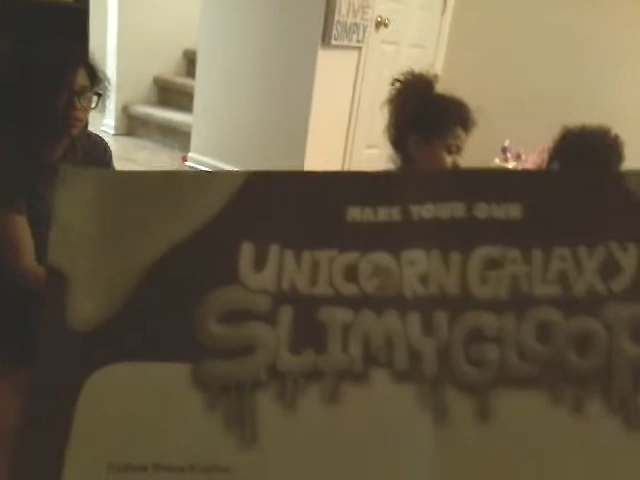 LIVE
SIMPLY
MAKE YOUR OWN
UNICORN GALAXY
SLIMYGLOOP